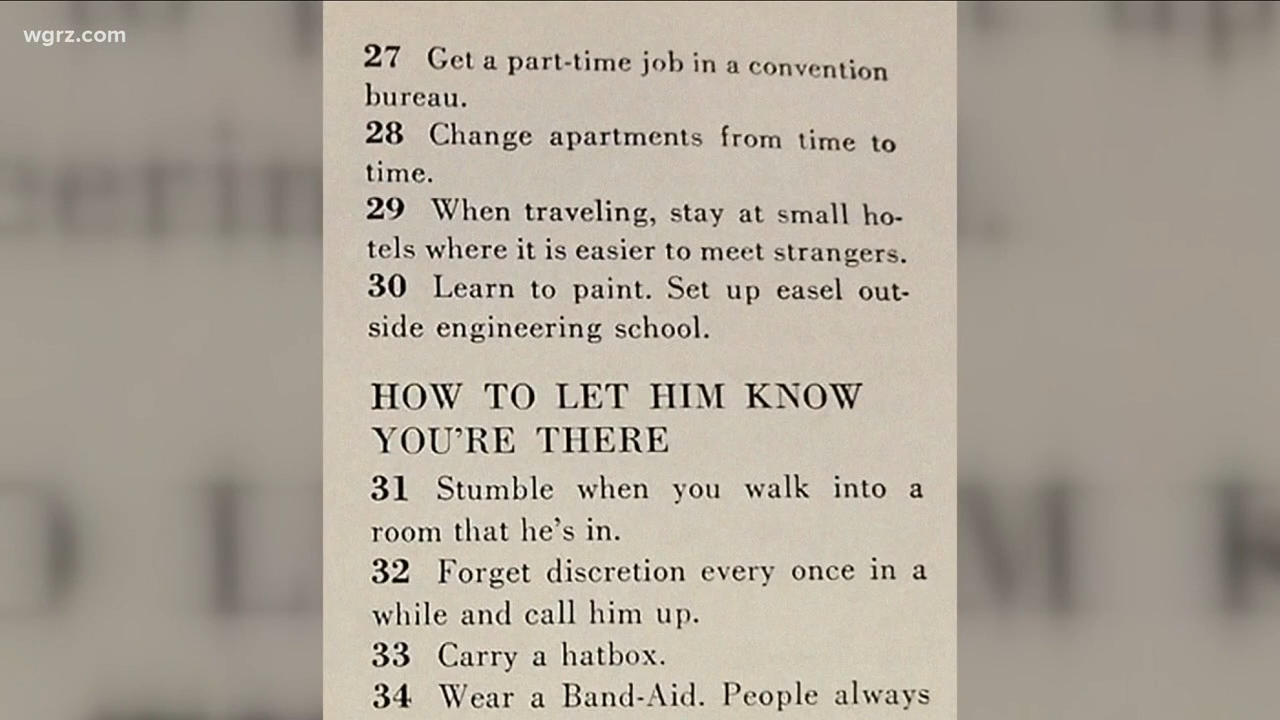 wgrz.com
27 Get a part-time job in a convention
bureau.
28 Change apartments from time to
time.
29 When traveling, stay at small ho-
tels where it is easier to meet strangers.
30 Learn to paint. Set up easel out-
side engineering school.
HOW TO LET HIM KNOW
YOU'RE THERE
31 Stumble when you walk into a
room that he's in.
32 Forget discretion every once in a
while and call him up.
33 Carry a hatbox.
34 Wear a Band-Aid. People always